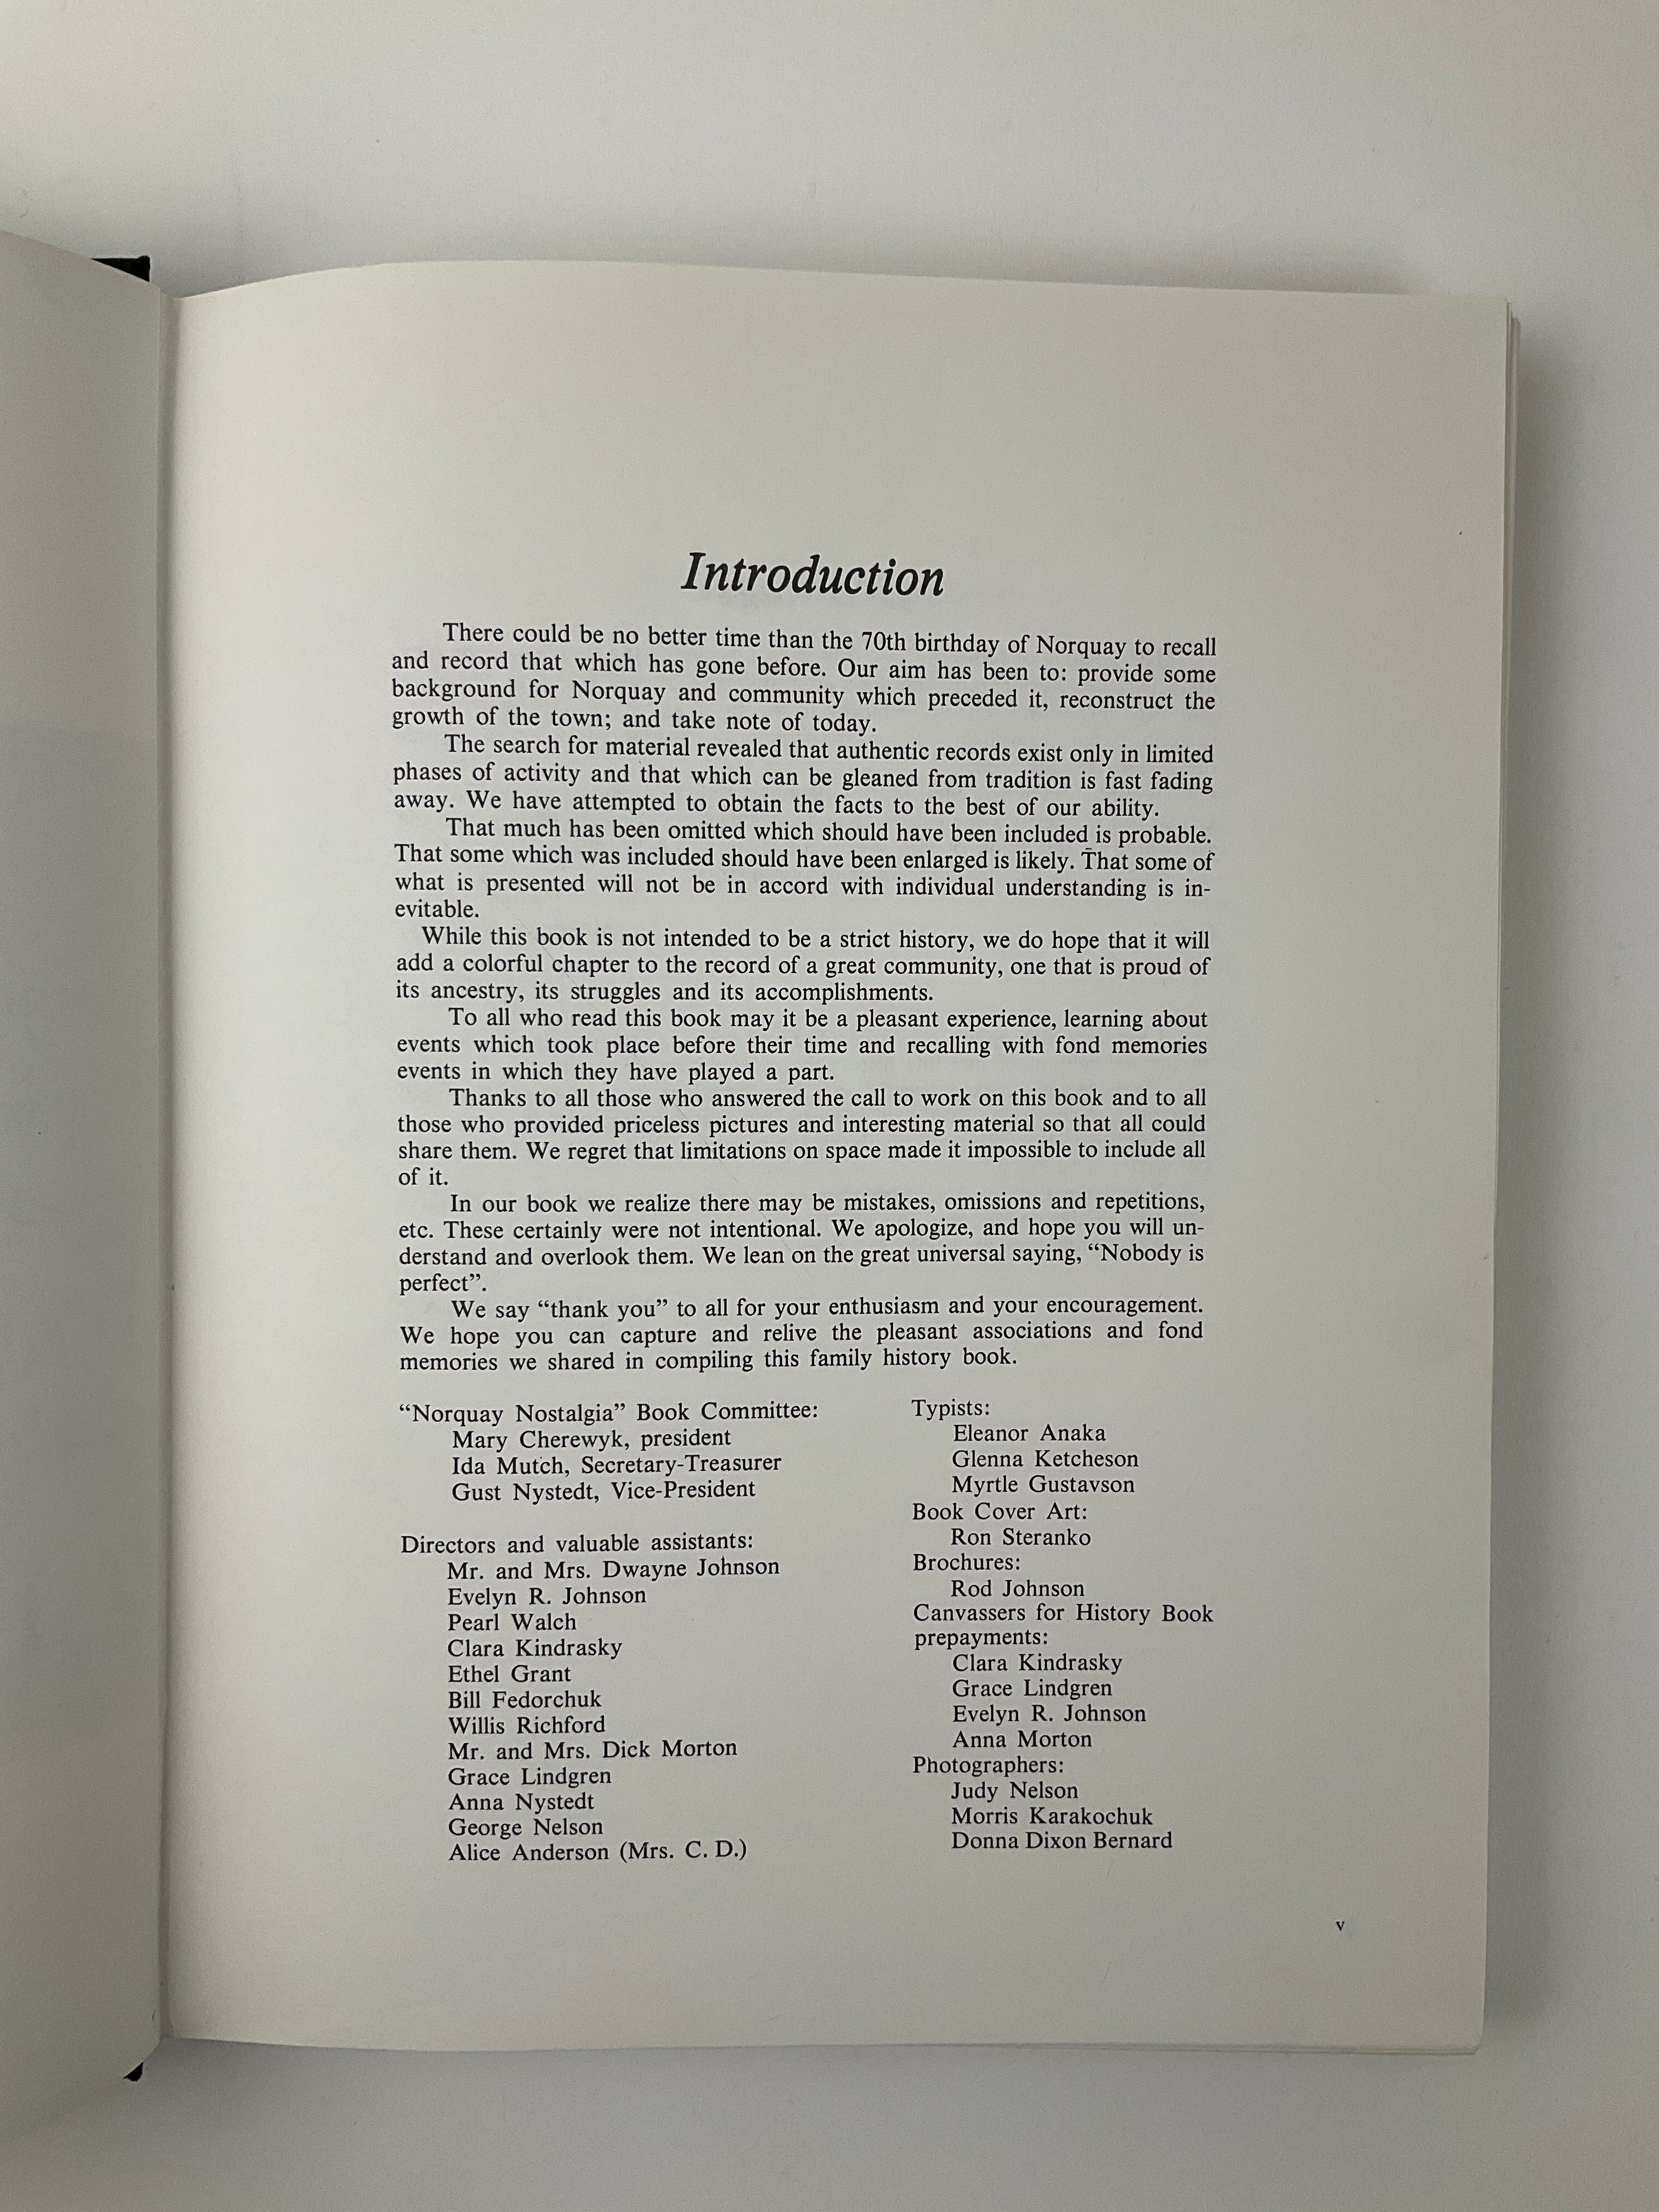 Introduction
There could be no better time than the 70th birthday of Norquay to recall
and record that which has gone before. Our aim has been to: provide some
background for Norquay and community which preceded it, reconstruct the
growth of the town; and take note of today.
The search for material revealed that authentic records exist only in limited
phases of activity and that which can be gleaned from tradition is fast fading
away. We have attempted to obtain the facts to the best of our ability.
That much has been omitted which should have been included is probable.
That some which was included should have been enlarged is likely. That some of
what is presented will not be in accord with individual understanding is in-
evitable.
While this book is not intended to be a strict history, we do hope that it will
add a colorful chapter to the record of a great community, one that is proud of
its ancestry, its struggles and its accomplishments.
To all who read this book may it be a pleasant experience, learning about
events which took place before their time and recalling with fond memories
events in which they have played a part.
Thanks to all those who answered the call to work on this book and to all
those who provided priceless pictures and interesting material so that all could
share them. We regret that limitations on space made it impossible to include all
of it.
In our book we realize there may be mistakes, omissions and repetitions,
etc. These certainly were not intentional. We apologize, and hope you will un-
derstand and overlook them. We lean on the great universal saying, “Nobody is
perfect”.
We say “thank you” to all for your enthusiasm and your encouragement.
We hope you can capture and relive the pleasant associations and fond
memories we shared in compiling this family history book.
“Norquay Nostalgia” Book Committee:
Mary Cherewyk, president
Ida Mutch, Secretary-Treasurer
Gust Nystedt, Vice-President
Directors and valuable assistants:
Mr. and Mrs. Dwayne Johnson
Evelyn R. Johnson
Pearl Walch
Clara Kindrasky
Ethel Grant
Bill Fedorchuk
Willis Richford
Mr. and Mrs. Dick Morton
Grace Lindgren
Anna Nystedt
George Nelson
Alice Anderson (Mrs. C. D.)
Typists:
Eleanor Anaka
Glenna Ketcheson
Myrtle Gustavson
Book Cover Art:
Ron Steranko
Brochures:
Rod Johnson
Canvassers for History Book
prepayments:
Clara Kindrasky
Grace Lindgren
Evelyn R. Johnson
Anna Morton
Photographers:
Judy Nelson
Morris Karakochuk
Donna Dixon Bernard
v